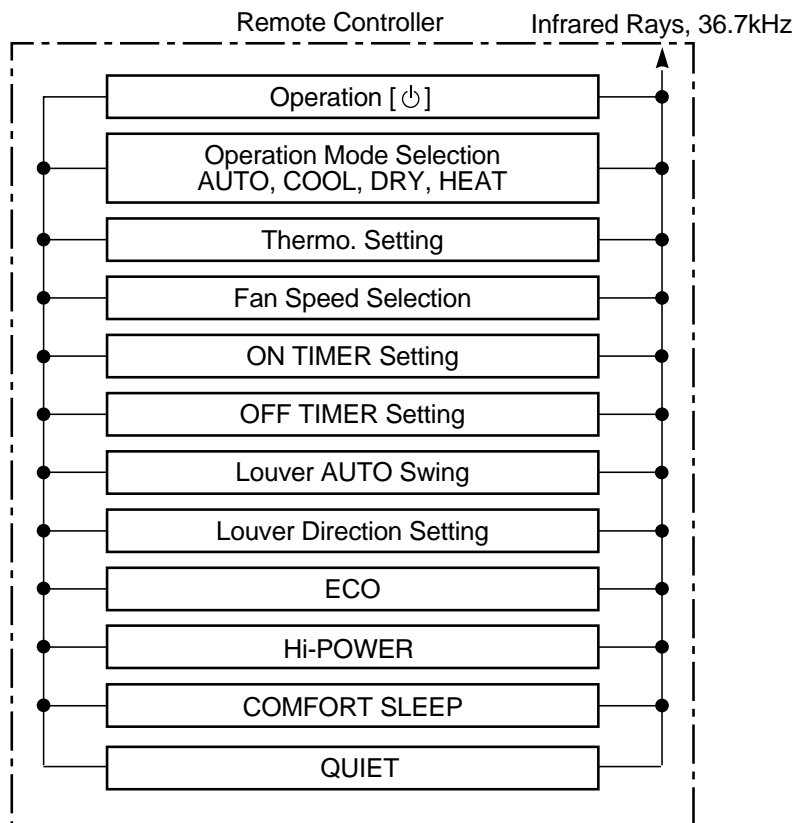 Remote Controller
Infrared Rays, 36.7kHz
Operation [⏻]
Operation Mode Selection
AUTO, COOL, DRY, HEAT
Thermo. Setting
Fan Speed Selection
ON TIMER Setting
OFF TIMER Setting
Louver AUTO Swing
Louver Direction Setting
ECO
Hi-POWER
COMFORT SLEEP
QUIET